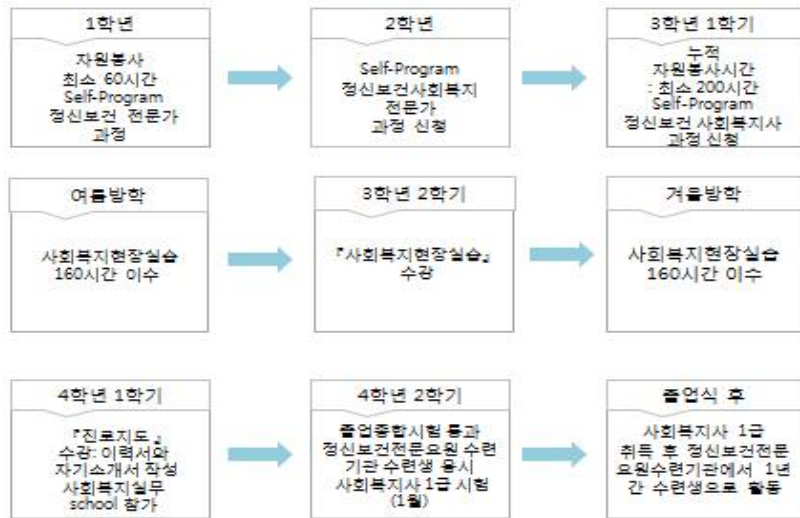 1학년
자원봉사
최소 60시간
Self-Program
정신보건 전문가
과정
2학년
Self-Program
정신보건사회복지
전문가
과정 신청
3학년 1학기
누적
자원봉사시간
: 최소 200시간
Self-Program
정신보건 사회복지사
과정 신청
여름방학
사회복지현장실습
160시간 이수
3학년 2학기
『사회복지현장실습』
수강
겨울방학
사회복지현장실습
160시간 이수
4학년 1학기
『진로지도』
수강: 이력서와
자기소개서 작성
사회복지실무
school 참가
4학년 2학기
졸업종합시험 통과
정신보건전문요원 수련
기관 수련생 응시
사회복지사 1급 시험
(1월)
졸업식 후
사회복지사 1급
취득 후 정신보건전문
요원수련기관에서 1년
간 수련생으로 활동